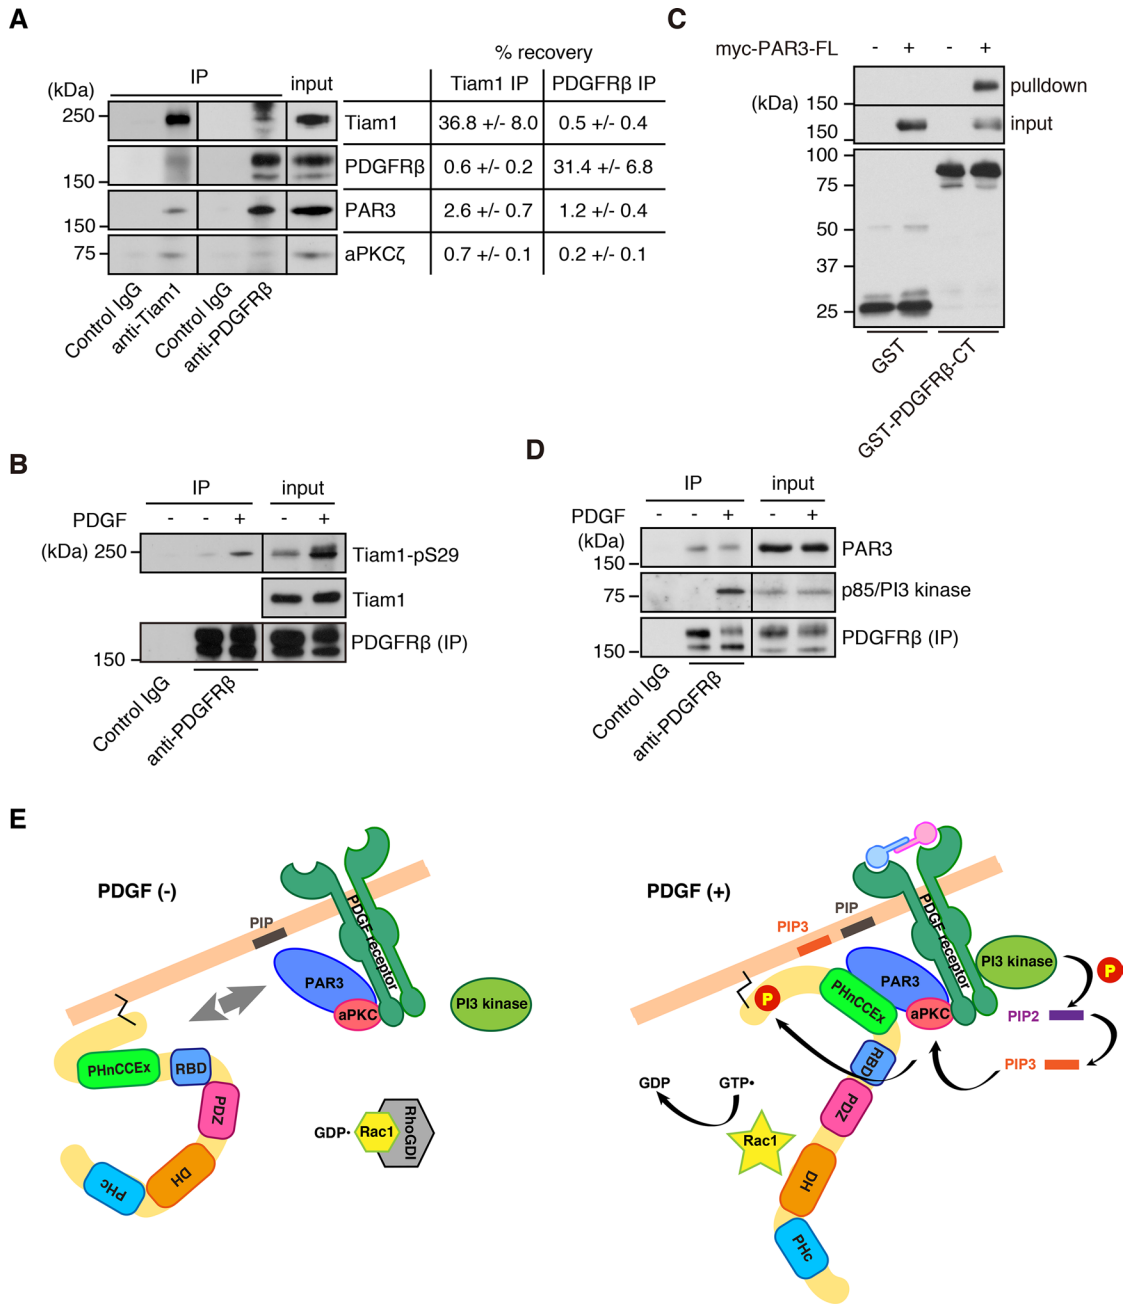 A
% recovery
IP
input
(kDa)
Tiam1 IP
PDGFRβ IP
250
Tiam1
36.8 +/- 8.0
0.5 +/- 0.4
150
PDGFRβ
0.6 +/- 0.2
31.4 +/- 6.8
150
PAR3
2.6 +/- 0.7
1.2 +/- 0.4
75
aPKCζ
0.7 +/- 0.1
0.2 +/- 0.1
Control IgG
anti-Tiam1
Control IgG
anti-PDGFRβ
C
myc-PAR3-FL - + - +
(kDa)
150
pulldown
150
input
100
75
50
37
25
GST
GST-PDGFRβ-CT
B
IP
input
PDGF - - + - +
(kDa) 250
Tiam1-pS29
Tiam1
PDGFRβ (IP)
150
Control IgG
anti-PDGFRβ
D
IP
input
PDGF - - + - +
(kDa)
150
PAR3
75
p85/PI3 kinase
150
PDGFRβ (IP)
Control IgG
anti-PDGFRβ
E
PDGF (-)
PIP
PDGF receptor
PAR3
aPKC
PI3 kinase
PHnCCEx
RBD
PDZ
DH
PHc
GDP•
Rac1
RhoGDI
PDGF (+)
PIP3
PIP
PDGF receptor
PI3 kinase
P
P
PHnCCEx
PAR3
aPKC
PIP2
PIP3
RBD
PDZ
DH
PHc
GDP
GTP•
Rac1